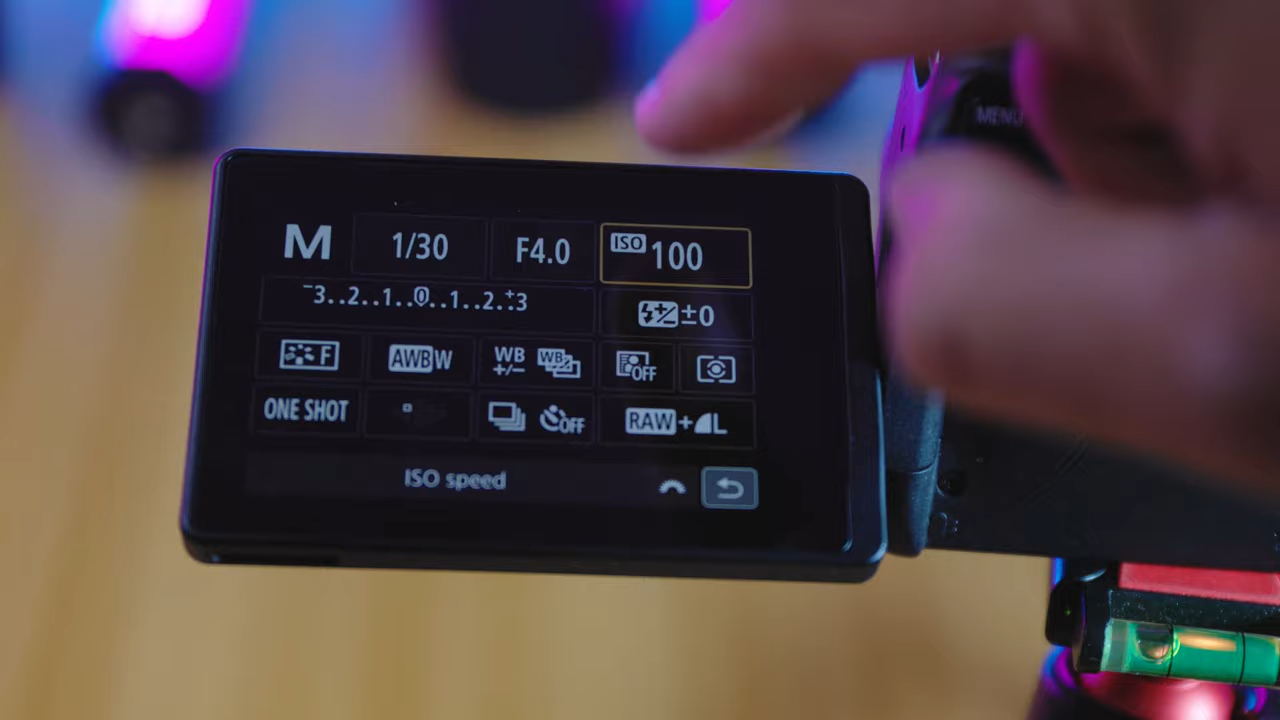 MENU
M 1/30 F4.0 ISO 100
-3..2..1..0..1..2..+3 ±0
F AWBW WB +/- WB OFF
ONE SHOT OFF RAW+L
ISO speed